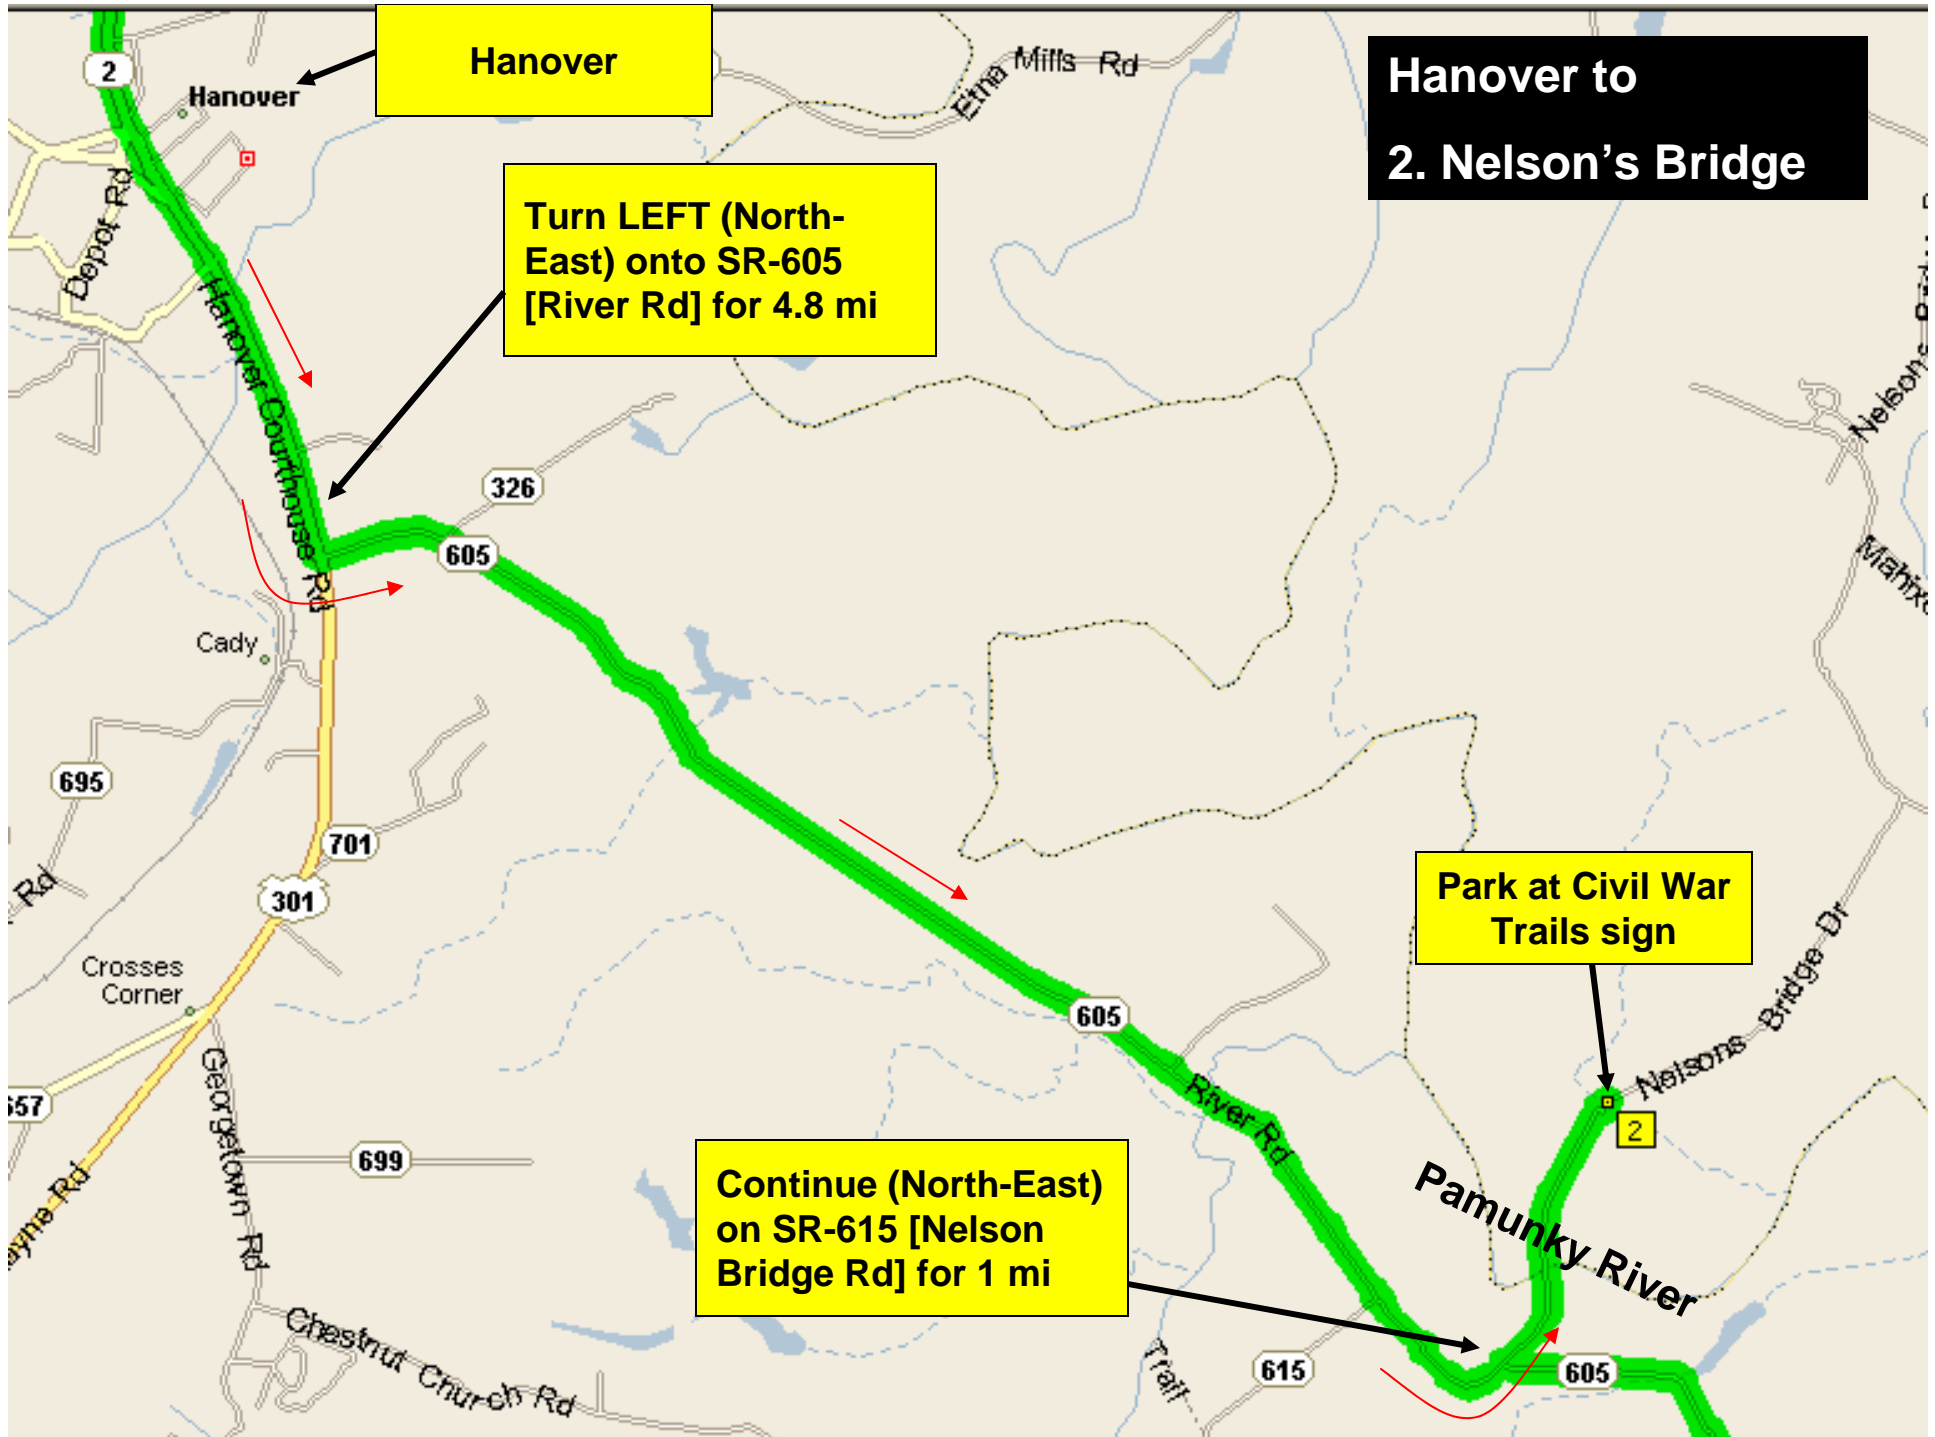 Hanover
Hanover to
2. Nelson's Bridge
2
Hanover
Etna Mills Rd
Depot Rd
Turn LEFT (North-
East) onto SR-605
[River Rd] for 4.8 mi
Hanover Courthouse Rd
Nelsons
326
605
Cady
695
701
301
Rd
Crosses
Corner
Park at Civil War
Trails sign
605
Nelsons Bridge Dr
River Rd
2
Georgetown Rd
699
Continue (North-East)
on SR-615 [Nelson
Bridge Rd] for 1 mi
Pamunky River
Chestnut Church Rd
Trail
615
605